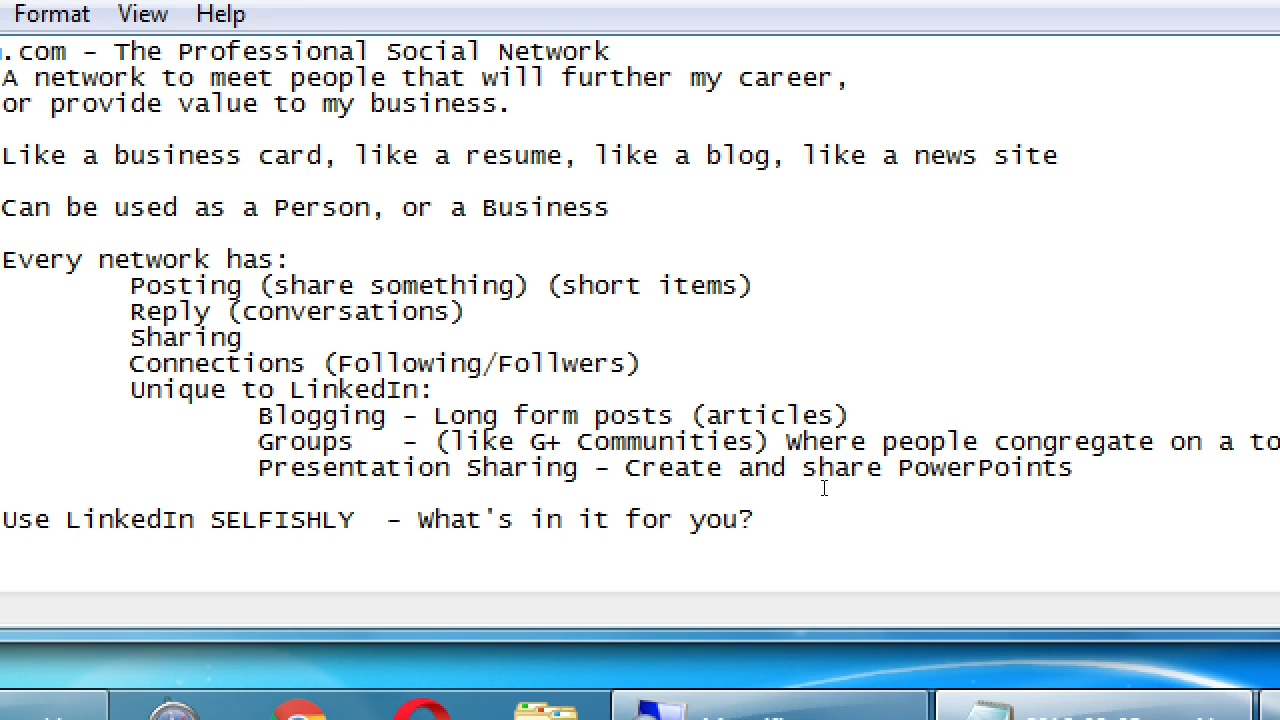 Format View Help
.com - The Professional Social Network
A network to meet people that will further my career,
or provide value to my business.
Like a business card, like a resume, like a blog, like a news site
Can be used as a Person, or a Business
Every network has:
Posting (share something) (short items)
Reply (conversations)
Sharing
Connections (Following/Follwers)
Unique to LinkedIn:
Blogging - Long form posts (articles)
Groups - (like G+ Communities) Where people congregate on a to
Presentation Sharing - Create and share PowerPoints
Use LinkedIn SELFISHLY - What's in it for you?